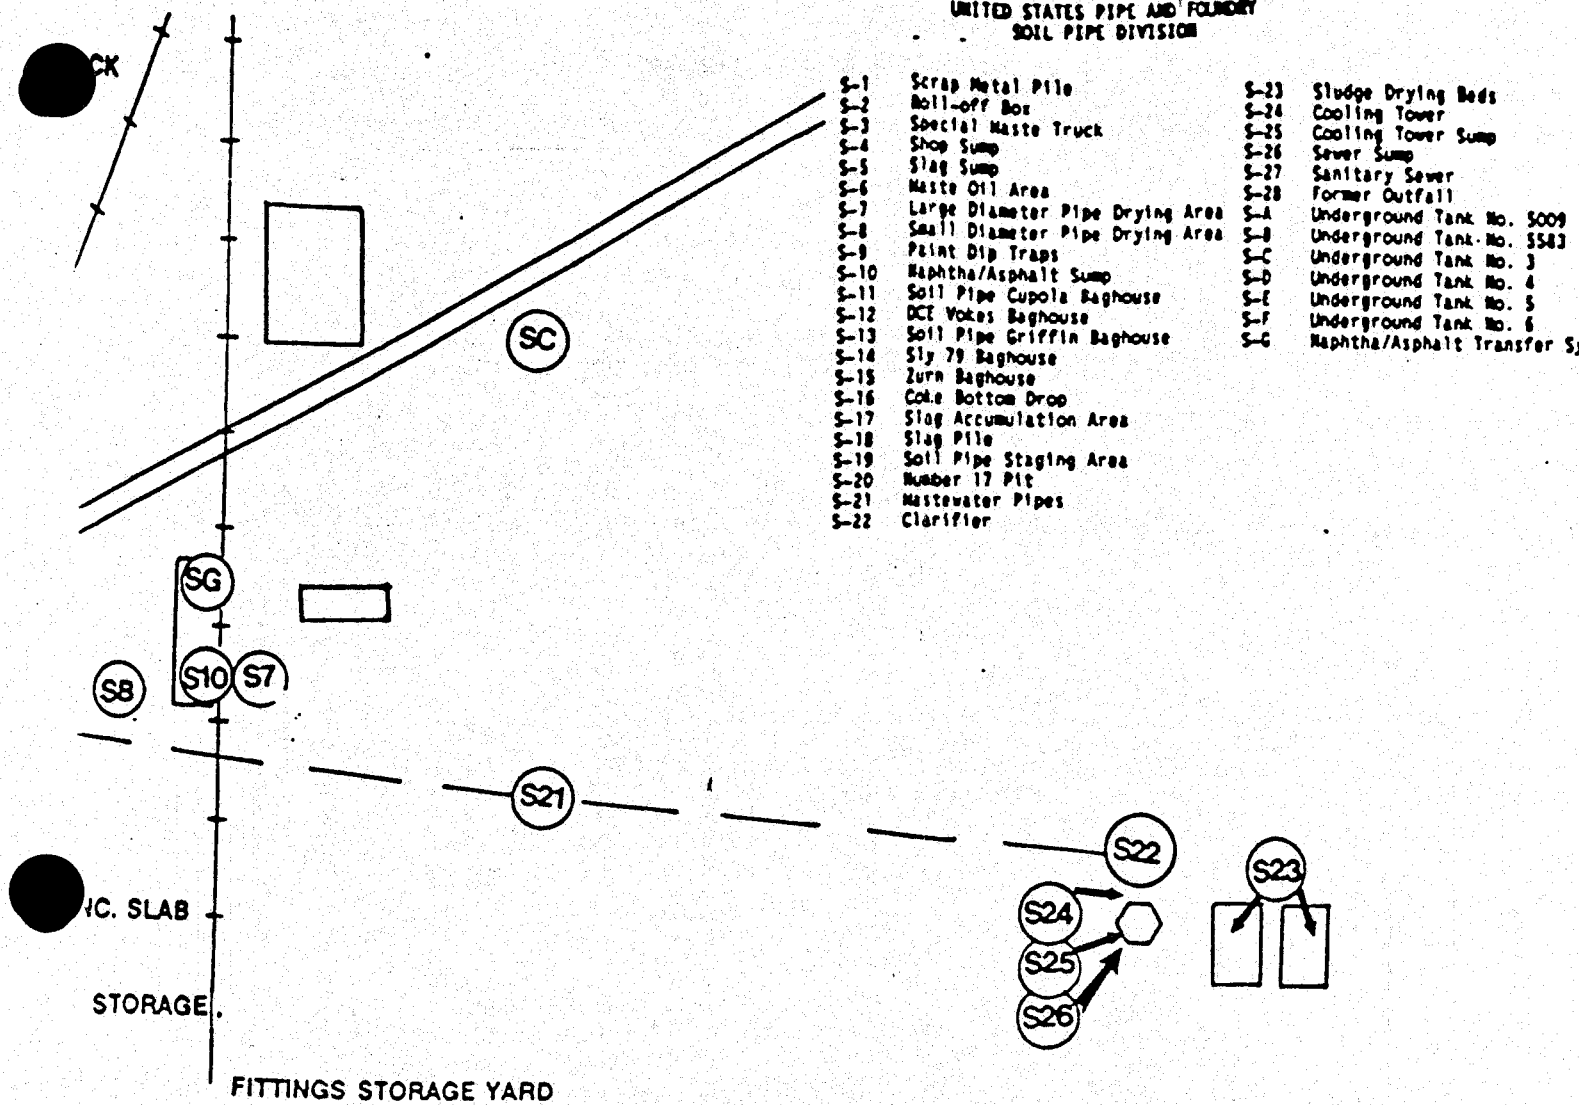 UNITED STATES PIPE AND FOUNDRY
SOIL PIPE DIVISION
S-1 Scrap Metal Pile
S-2 Roll-off Box
S-3 Special Waste Truck
S-4 Shop Sump
S-5 Slag Sump
S-6 Waste Oil Area
S-7 Large Diameter Pipe Drying Area
S-8 Small Diameter Pipe Drying Area
S-9 Paint Dip Traps
S-10 Naphtha/Asphalt Sump
S-11 Soil Pipe Cupola Baghouse
S-12 DCE Vokes Baghouse
S-13 Soil Pipe Griffin Baghouse
S-14 Sly 79 Baghouse
S-15 Zurn Baghouse
S-16 Coke Bottom Drop
S-17 Slag Accumulation Area
S-18 Slag Pile
S-19 Soil Pipe Staging Area
S-20 Number 17 Pit
S-21 Wastewater Pipes
S-22 Clarifier
S-23 Sludge Drying Beds
S-24 Cooling Tower
S-25 Cooling Tower Sump
S-26 Sewer Sump
S-27 Sanitary Sewer
S-28 Former Outfall
S-A Underground Tank No. 5009
S-B Underground Tank No. 5583
S-C Underground Tank No. 3
S-D Underground Tank No. 4
S-E Underground Tank No. 5
S-F Underground Tank No. 6
S-G Naphtha/Asphalt Transfer
CK
SC
SG
S8
S10
S7
S21
S22
S23
S24
S25
S26
NC. SLAB
STORAGE
FITTINGS STORAGE YARD